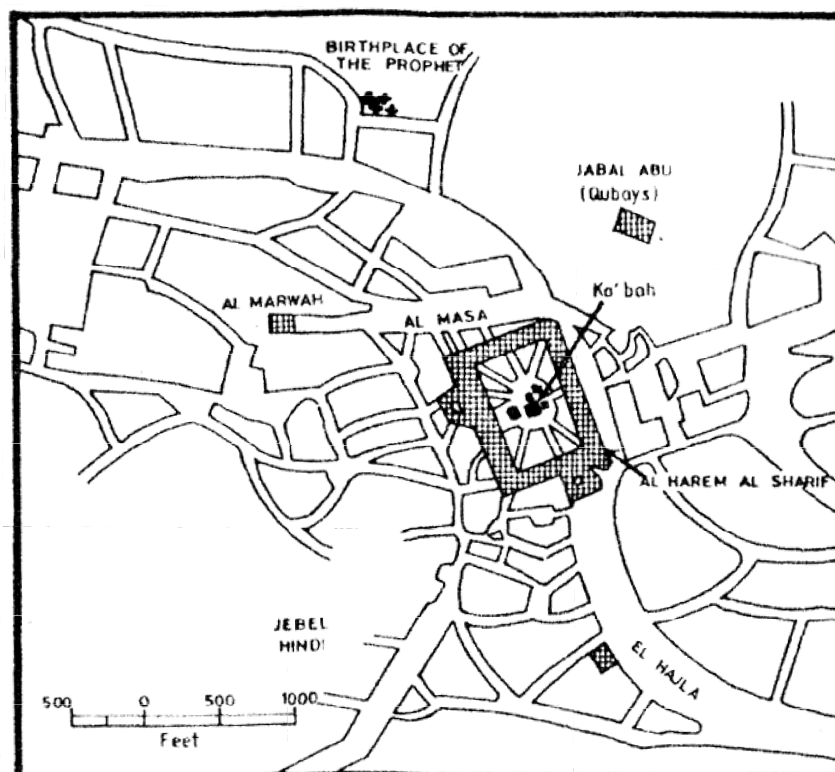 BIRTHPLACE OF
THE PROPHET
JABAL ABU
(Qubays)
Ka'bah
AL MARWAH
AL MASA
AL HAREM AL SHARIF
JEBEL
HINDI
EL HAJLA
500 0 500 1000
Feet